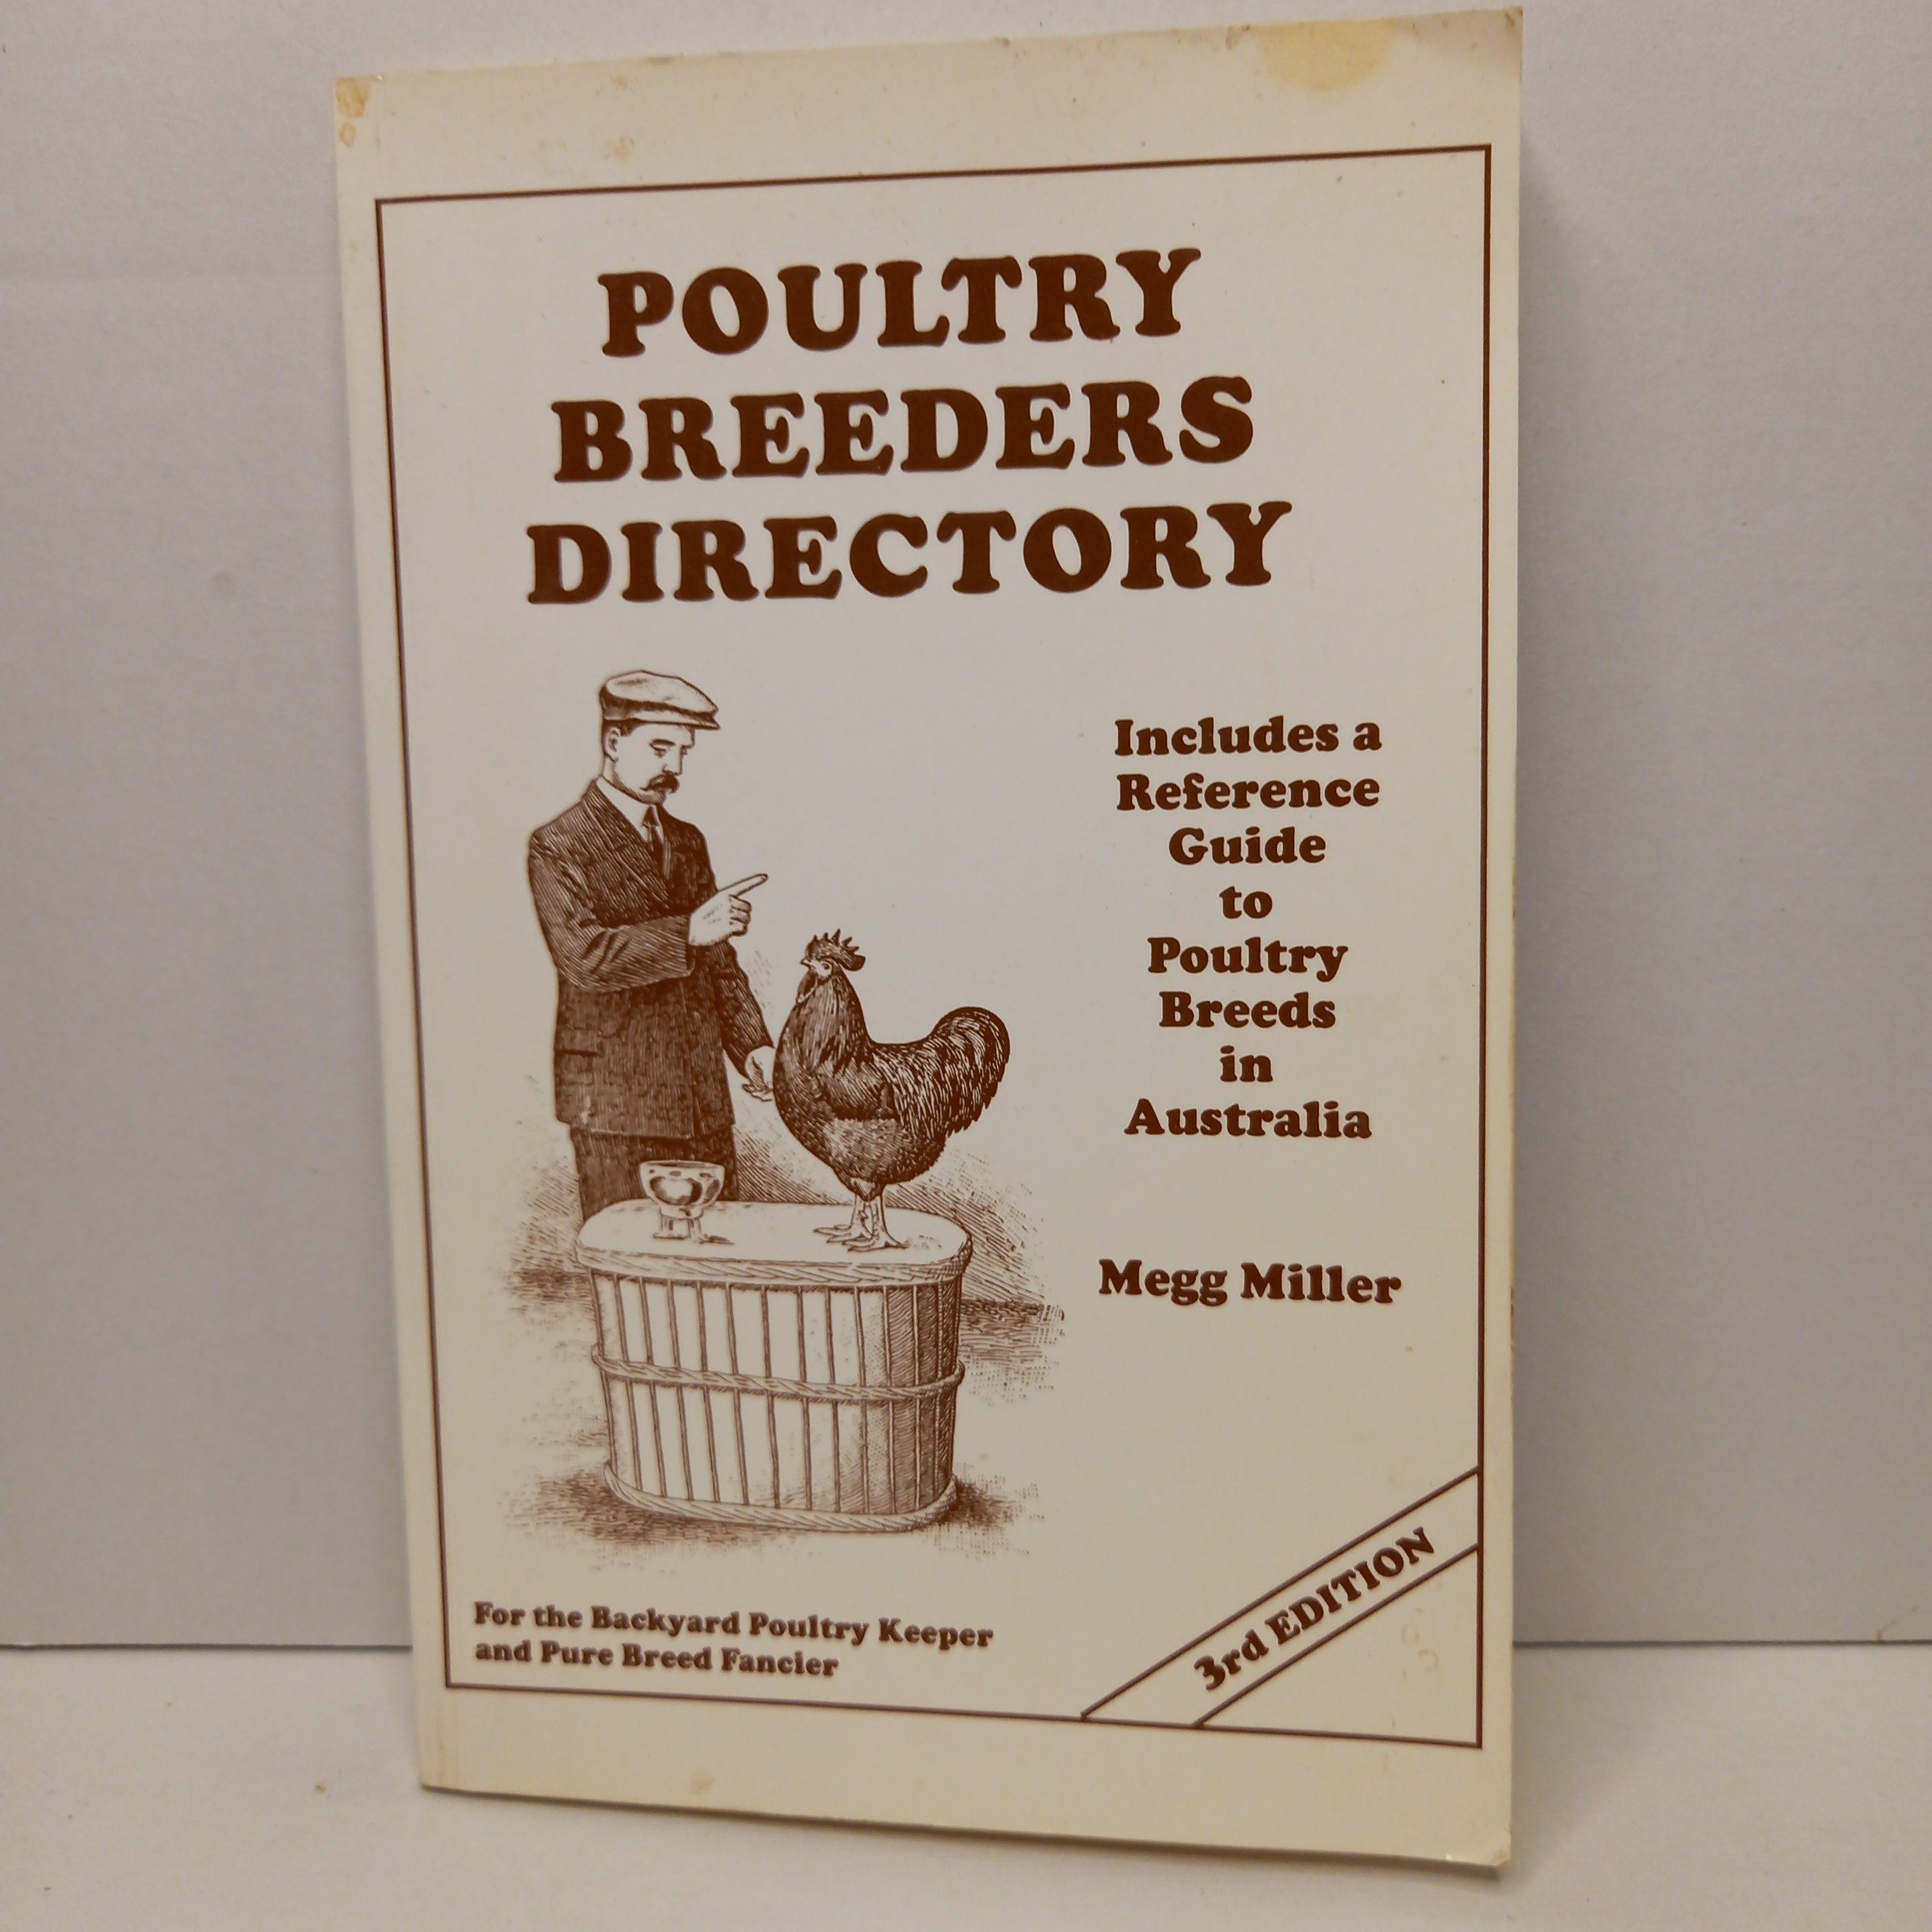 POULTRY
BREEDERS
DIRECTORY
Includes a
Reference
Guide
to
Poultry
Breeds
in
Australia
Megg Miller
For the Backyard Poultry Keeper
and Pure Breed Fancier
3rd EDITION